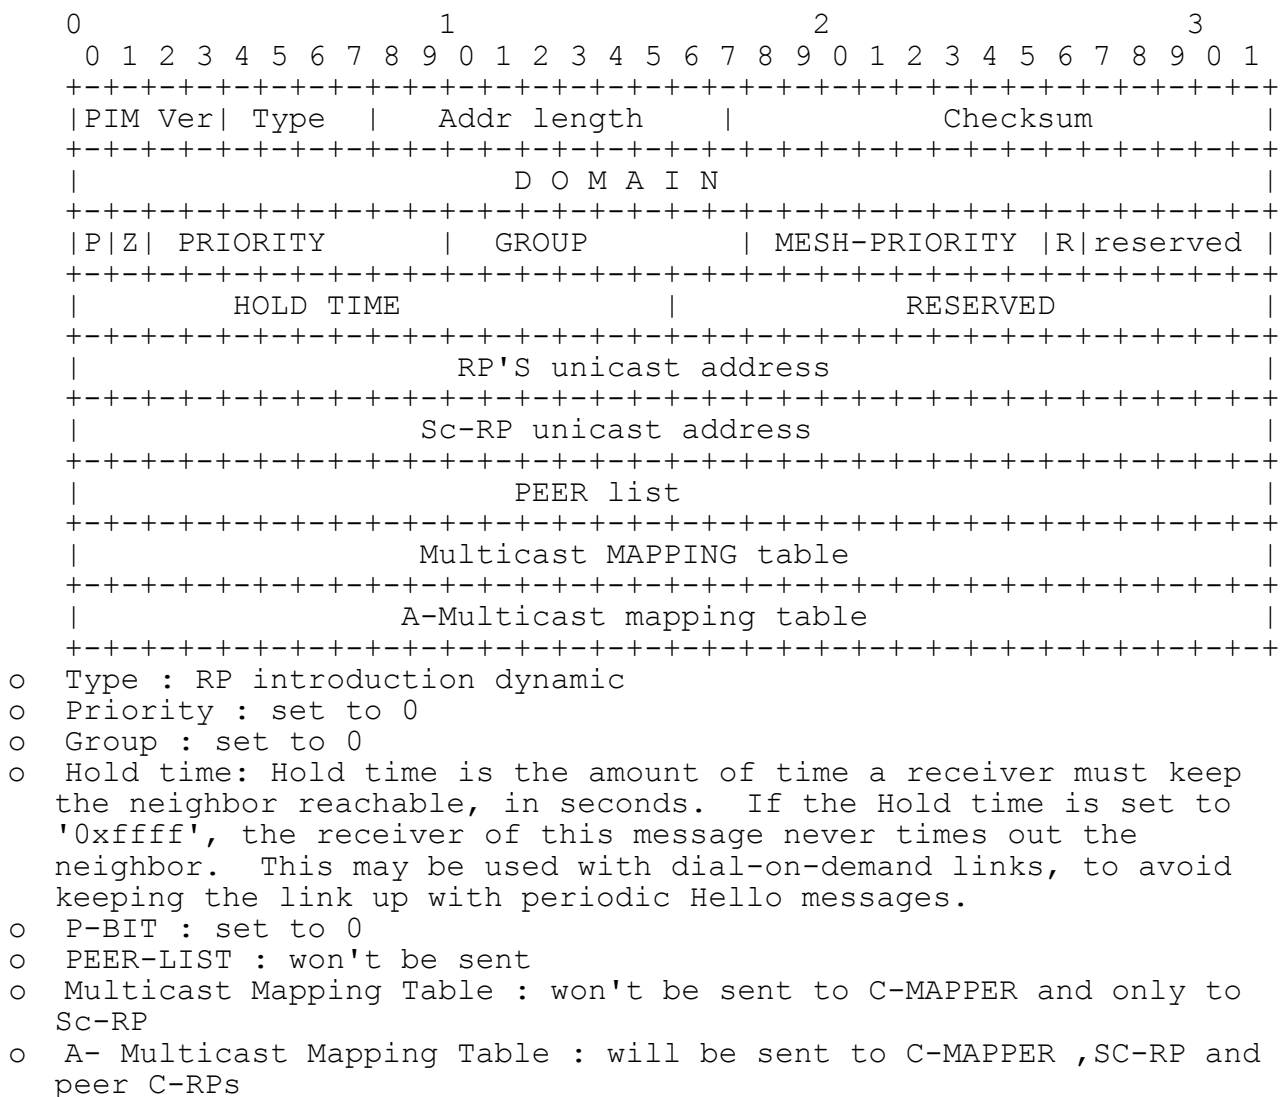 0                   1                   2                   3
 0 1 2 3 4 5 6 7 8 9 0 1 2 3 4 5 6 7 8 9 0 1 2 3 4 5 6 7 8 9 0 1
+-+-+-+-+-+-+-+-+-+-+-+-+-+-+-+-+-+-+-+-+-+-+-+-+-+-+-+-+-+-+-+-+
|PIM Ver| Type  |   Addr length    |           Checksum         |
+-+-+-+-+-+-+-+-+-+-+-+-+-+-+-+-+-+-+-+-+-+-+-+-+-+-+-+-+-+-+-+-+
|                       D O M A I N                             |
+-+-+-+-+-+-+-+-+-+-+-+-+-+-+-+-+-+-+-+-+-+-+-+-+-+-+-+-+-+-+-+-+
|P|Z| PRIORITY      |  GROUP        | MESH-PRIORITY |R|reserved |
+-+-+-+-+-+-+-+-+-+-+-+-+-+-+-+-+-+-+-+-+-+-+-+-+-+-+-+-+-+-+-+-+
|        HOLD TIME              |            RESERVED           |
+-+-+-+-+-+-+-+-+-+-+-+-+-+-+-+-+-+-+-+-+-+-+-+-+-+-+-+-+-+-+-+-+
|                    RP'S unicast address                       |
+-+-+-+-+-+-+-+-+-+-+-+-+-+-+-+-+-+-+-+-+-+-+-+-+-+-+-+-+-+-+-+-+
|                  Sc-RP unicast address                        |
+-+-+-+-+-+-+-+-+-+-+-+-+-+-+-+-+-+-+-+-+-+-+-+-+-+-+-+-+-+-+-+-+
|                       PEER list                               |
+-+-+-+-+-+-+-+-+-+-+-+-+-+-+-+-+-+-+-+-+-+-+-+-+-+-+-+-+-+-+-+-+
|                  Multicast MAPPING table                      |
+-+-+-+-+-+-+-+-+-+-+-+-+-+-+-+-+-+-+-+-+-+-+-+-+-+-+-+-+-+-+-+-+
|                 A-Multicast mapping table                     |
+-+-+-+-+-+-+-+-+-+-+-+-+-+-+-+-+-+-+-+-+-+-+-+-+-+-+-+-+-+-+-+-+
o  Type : RP introduction dynamic
o  Priority : set to 0
o  Group : set to 0
o  Hold time: Hold time is the amount of time a receiver must keep
the neighbor reachable, in seconds.  If the Hold time is set to
'0xffff', the receiver of this message never times out the
neighbor.  This may be used with dial-on-demand links, to avoid
keeping the link up with periodic Hello messages.
o  P-BIT : set to 0
o  PEER-LIST : won't be sent
o  Multicast Mapping Table : won't be sent to C-MAPPER and only to
Sc-RP
o  A- Multicast Mapping Table : will be sent to C-MAPPER ,SC-RP and
peer C-RPs